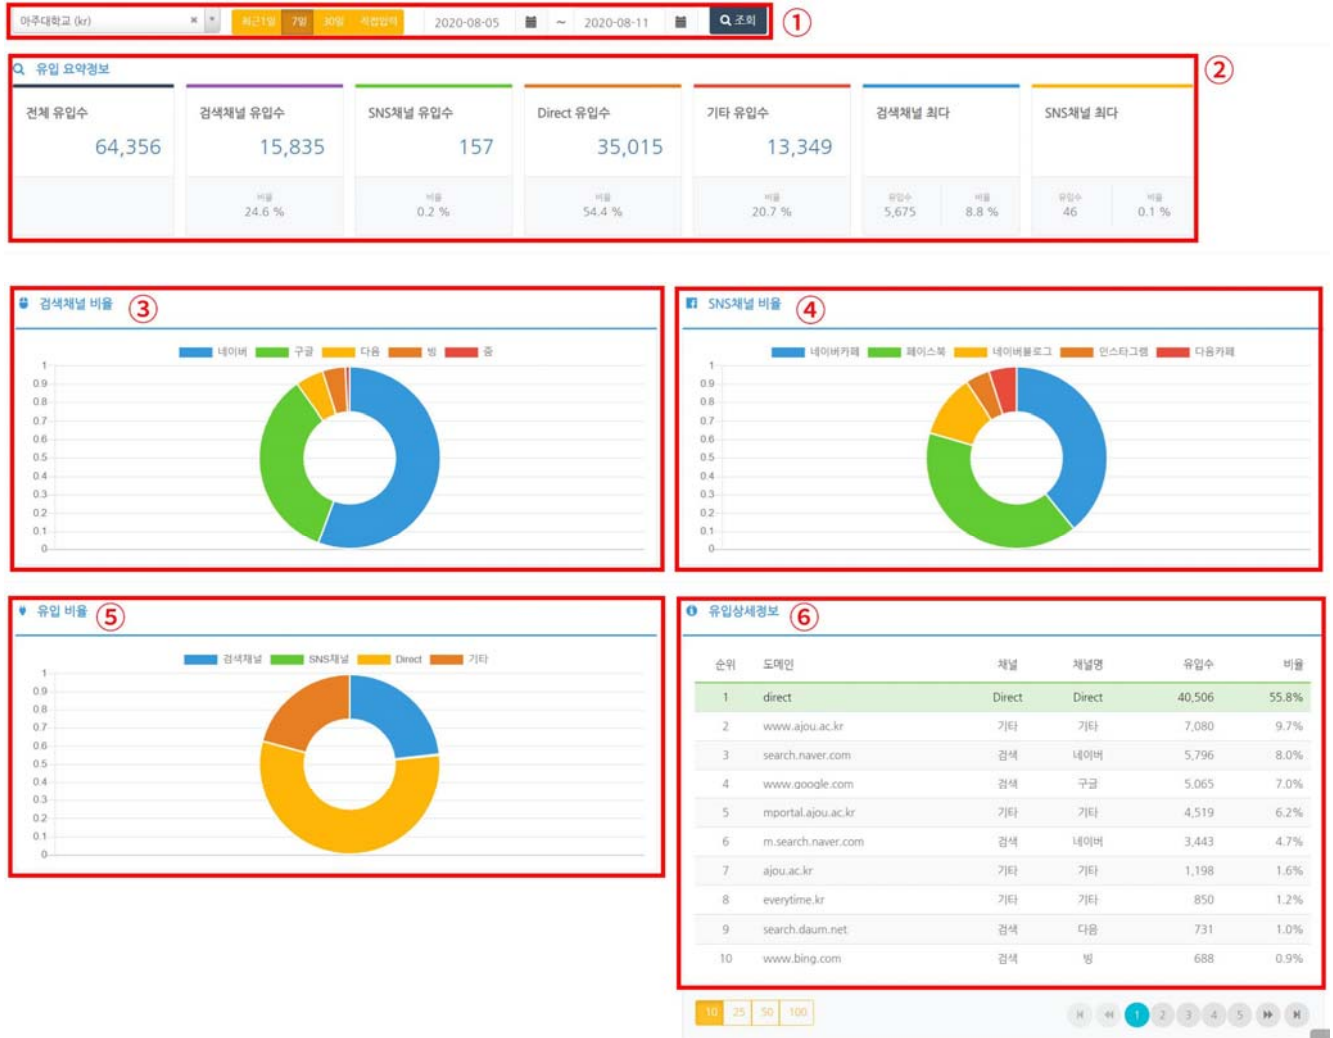 아주대학교 (kr) × 최근1일 7일 30일 직접입력 2020-08-05 ~ 2020-08-11 조회 ①
유입 요약정보 ②
전체 유입수 검색채널 유입수 SNS채널 유입수 Direct 유입수 기타 유입수 검색채널 최다 SNS채널 최다
64,356 15,835 157 35,015 13,349
비율 비율 비율 비율 유입수 비율 유입수 비율
24.6 % 0.2 % 54.4 % 20.7 % 5,675 8.8 % 46 0.1 %
검색채널 비율 ③
네이버 구글 다음 빙 줌
1
0.9
0.8
0.7
0.6
0.5
0.4
0.3
0.2
0.1
0
SNS채널 비율 ④
네이버카페 페이스북 네이버블로그 인스타그램 다음카페
1
0.9
0.8
0.7
0.6
0.5
0.4
0.3
0.2
0.1
0
유입 비율 ⑤
검색채널 SNS채널 Direct 기타
1
0.9
0.8
0.7
0.6
0.5
0.4
0.3
0.2
0.1
0
유입상세정보 ⑥
순위 도메인 채널 채널명 유입수 비율
1 direct Direct Direct 40,506 55.8%
2 www.ajou.ac.kr 기타 기타 7,080 9.7%
3 search.naver.com 검색 네이버 5,796 8.0%
4 www.google.com 검색 구글 5,065 7.0%
5 mportal.ajou.ac.kr 기타 기타 4,519 6.2%
6 m.search.naver.com 검색 네이버 3,443 4.7%
7 ajou.ac.kr 기타 기타 1,198 1.6%
8 everytime.kr 기타 기타 850 1.2%
9 search.daum.net 검색 다음 731 1.0%
10 www.bing.com 검색 빙 688 0.9%
10 25 50 100 1 2 3 4 5